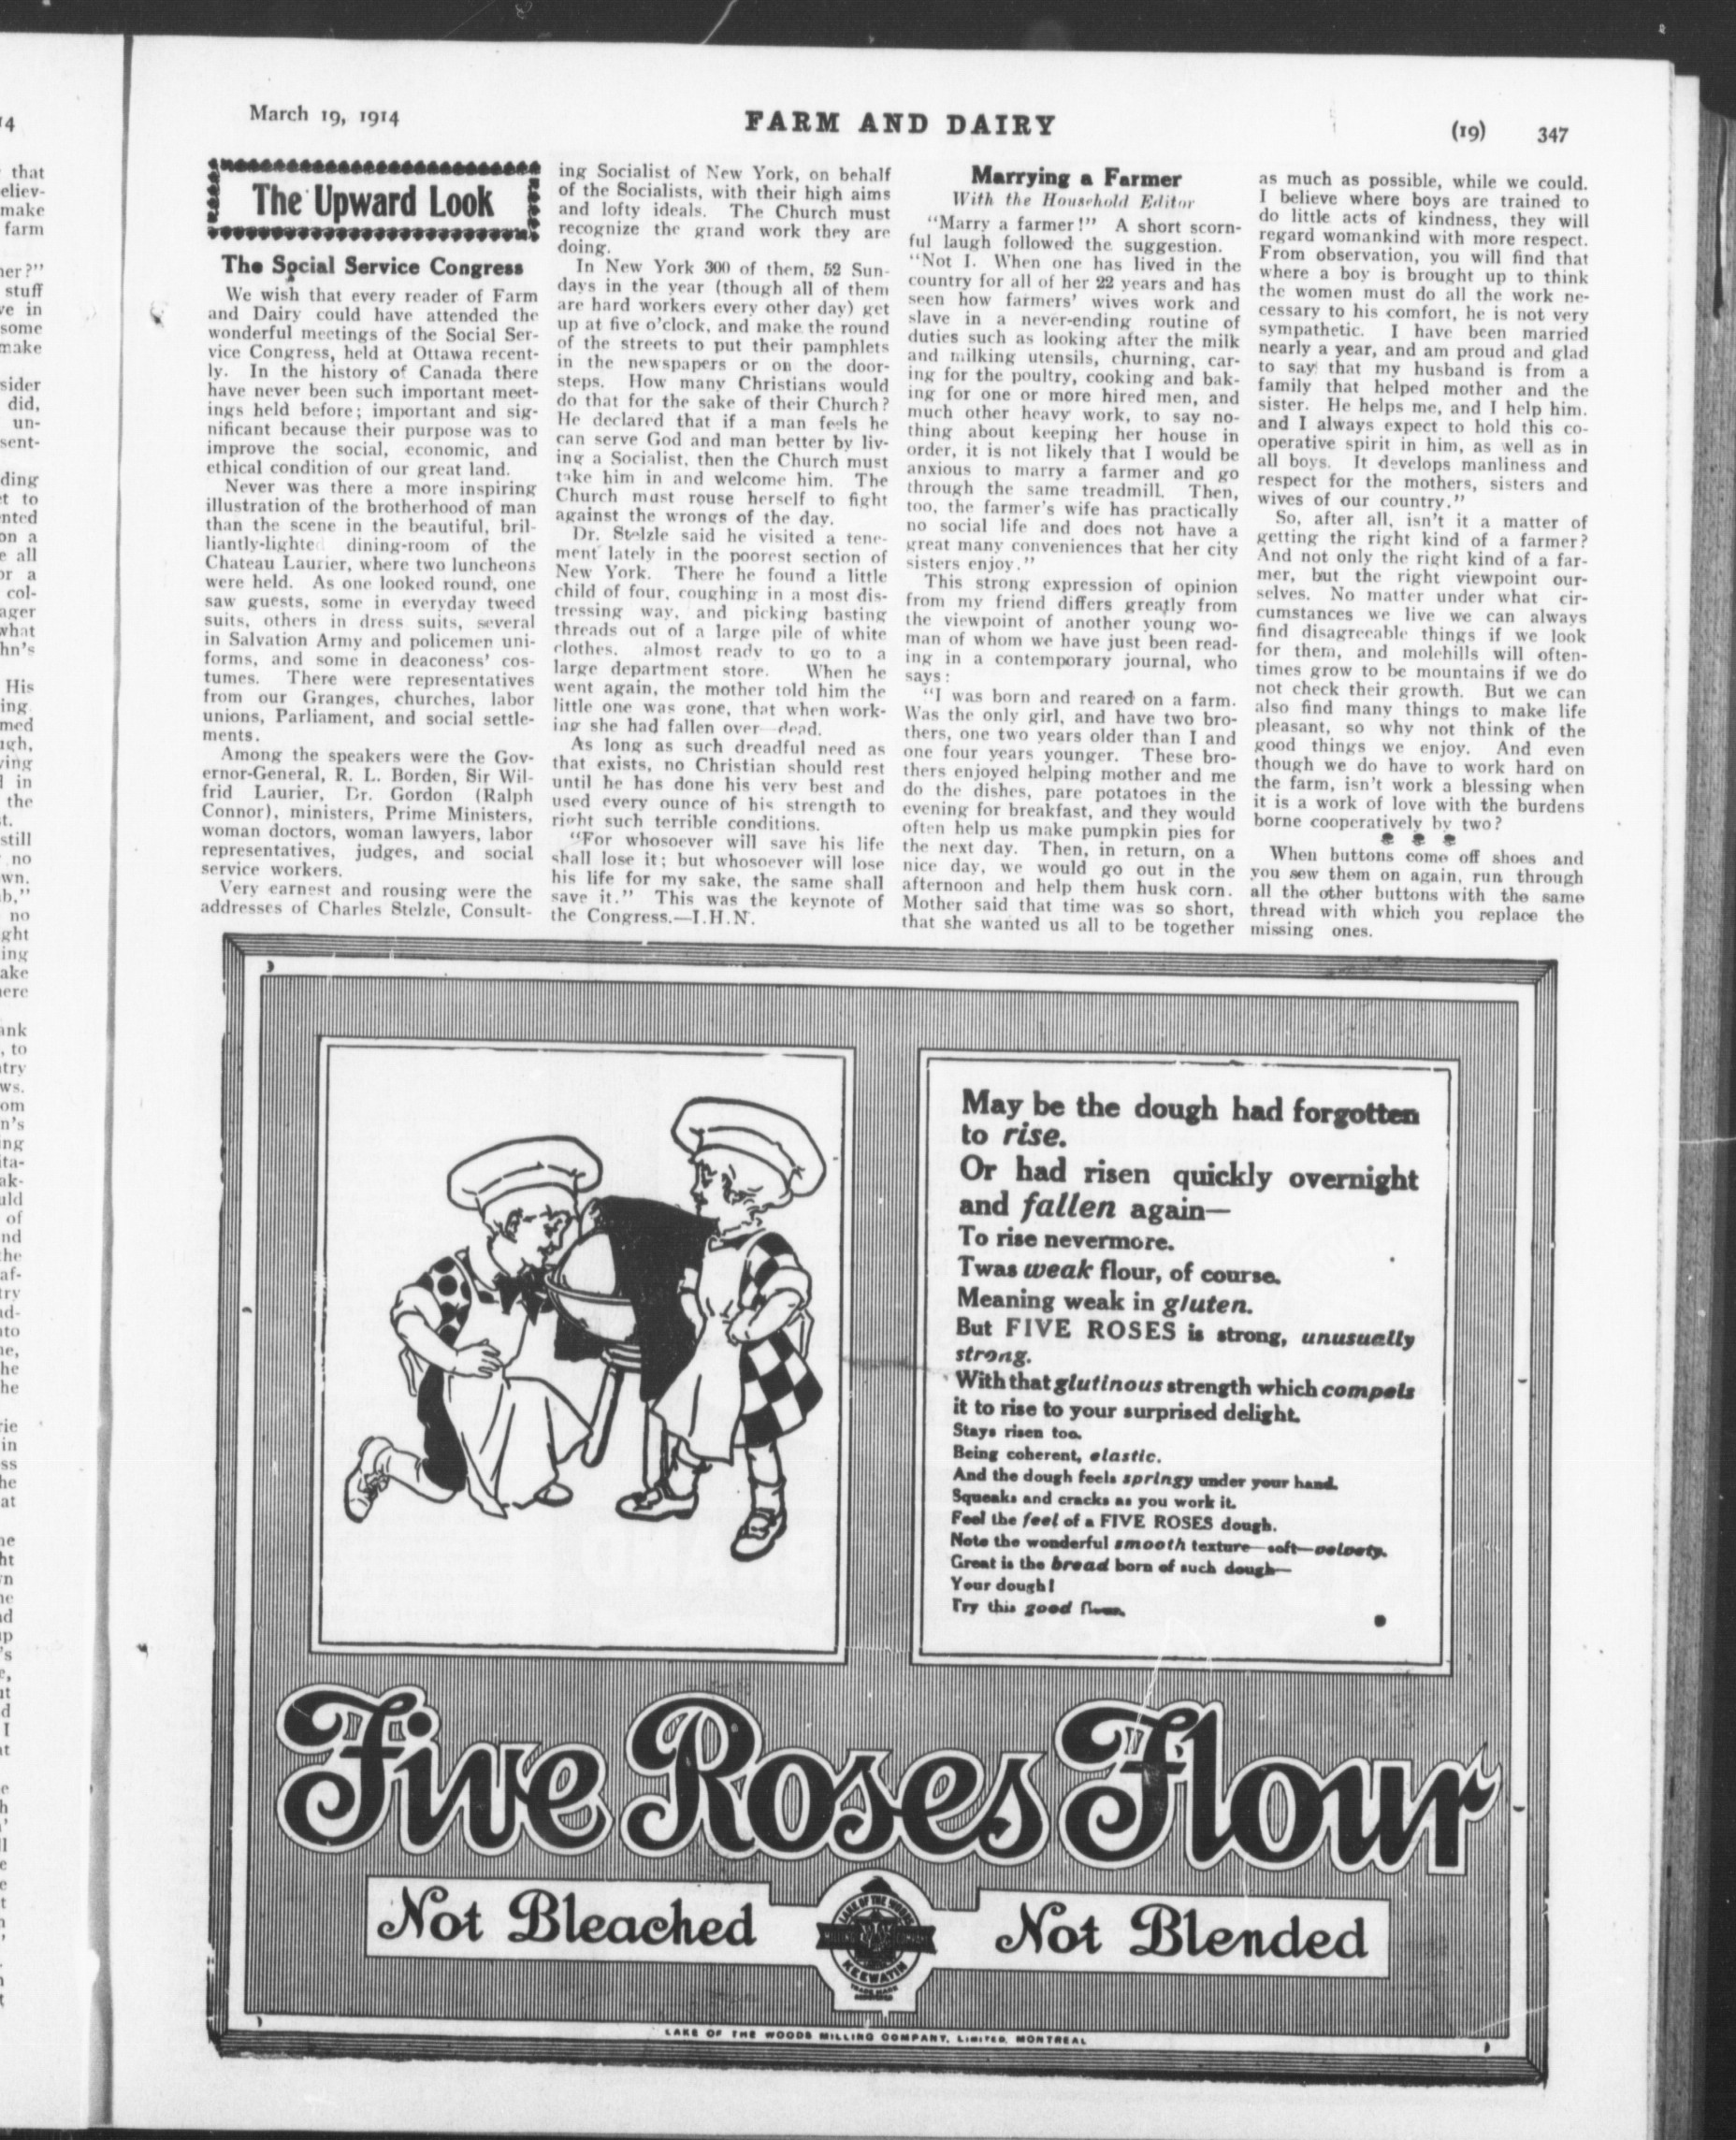 March 19, 1914
FARM AND DAIRY
(19) 347
The Upward Look
The Social Service Congress
We wish that every reader of Farm
and Dairy could have attended the
wonderful meetings of the Social Ser-
vice Congress, held at Ottawa recent-
ly. In the history of Canada there
have never been such important meet-
ings held before; important and sig-
nificant because their purpose was to
improve the social, economic, and
ethical condition of our great land.
Never was there a more inspiring
illustration of the brotherhood of man
than the scene in the beautiful, bril-
liantly-lighted dining-room of the
Chateau Laurier, where two luncheons
were held. As one looked round, one
saw guests, some in everyday tweed
suits, others in dress suits, several
in Salvation Army and policemen uni-
forms, and some in deaconess' cos-
tumes. There were representatives
from our Granges, churches, labor
unions, Parliament, and social settle-
ments.
Among the speakers were the Gov-
ernor-General, R. L. Borden, Sir Wil-
frid Laurier, Dr. Gordon (Ralph
Connor), ministers, Prime Ministers,
woman doctors, woman lawyers, labor
representatives, judges, and social
service workers.
Very earnest and rousing were the
addresses of Charles Stelzle, Consult-
ing Socialist of New York, on behalf
of the Socialists, with their high aims
and lofty ideals. The Church must
recognize the grand work they are
doing.
In New York 300 of them, 52 Sun-
days in the year (though all of them
are hard workers every other day) get
up at five o'clock, and make the round
of the streets to put their pamphlets
in the newspapers or on the door-
steps. How many Christians would
do that for the sake of their Church?
He declared that if a man feels he
can serve God and man better by liv-
ing a Socialist, then the Church must
take him in and welcome him. The
Church must rouse herself to fight
against the wrongs of the day.
Dr. Stelzle said he visited a tene-
ment lately in the poorest section of
New York. There he found a little
child of four, coughing in a most dis-
tressing way, and picking basting
threads out of a large pile of white
clothes, almost ready to go to a
large department store. When he
went again, the mother told him the
little one was gone, that when work-
ing she had fallen over—dead.
As long as such dreadful need as
that exists, no Christian should rest
until he has done his very best and
used every ounce of his strength to
right such terrible conditions.
"For whosoever will save his life
shall lose it; but whosoever will lose
his life for my sake, the same shall
save it." This was the keynote of
the Congress.—I.H.N.
Marrying a Farmer
With the Household Editor
"Marry a farmer!" A short scorn-
ful laugh followed the suggestion.
"Not I. When one has lived in the
country for all of her 22 years and has
seen how farmers' wives work and
slave in a never-ending routine of
duties such as looking after the milk
and milking utensils, churning, car-
ing for the poultry, cooking and bak-
ing for one or more hired men, and
much other heavy work, to say no-
thing about keeping her house in
order, it is not likely that I would be
anxious to marry a farmer and go
through the same treadmill. Then,
too, the farmer's wife has practically
no social life and does not have a
great many conveniences that her city
sisters enjoy."
This strong expression of opinion
from my friend differs greatly from
the viewpoint of another young wo-
man of whom we have just been read-
ing in a contemporary journal, who
says:
"I was born and reared on a farm.
Was the only girl, and have two bro-
thers, one two years older than I and
one four years younger. These bro-
thers enjoyed helping mother and me
do the dishes, pare potatoes in the
evening for breakfast, and they would
often help us make pumpkin pies for
the next day. Then, in return, on a
nice day, we would go out in the
afternoon and help them husk corn.
Mother said that time was so short,
that she wanted us all to be together
as much as possible, while we could.
I believe where boys are trained to
do little acts of kindness, they will
regard womankind with more respect.
From observation, you will find that
where a boy is brought up to think
the women must do all the work ne-
cessary to his comfort, he is not very
sympathetic. I have been married
nearly a year, and am proud and glad
to say that my husband is from a
family that helped mother and the
sister. He helps me, and I help him.
and I always expect to hold this co-
operative spirit in him, as well as in
all boys. It develops manliness and
respect for the mothers, sisters and
wives of our country."
So, after all, isn't it a matter of
getting the right kind of a farmer?
And not only the right kind of a far-
mer, but the right viewpoint our-
selves. No matter under what cir-
cumstances we live we can always
find disagreeable things if we look
for them, and molehills will often-
times grow to be mountains if we do
not check their growth. But we can
also find many things to make life
pleasant, so why not think of the
good things we enjoy. And even
though we do have to work hard on
the farm, isn't work a blessing when
it is a work of love with the burdens
borne cooperatively by two?
When buttons come off shoes and
you sew them on again, run through
all the other buttons with the same
thread with which you replace the
missing ones.
May be the dough had forgotten
to rise.
Or had risen quickly overnight
and fallen again—
To rise nevermore.
Twas weak flour, of course.
Meaning weak in gluten.
But FIVE ROSES is strong, unusually
strong.
With that glutinous strength which compels
it to rise to your surprised delight.
Stays risen too.
Being coherent, elastic.
And the dough feels springy under your hand.
Squeaks and cracks as you work it.
Feel the feel of a FIVE ROSES dough.
Note the wonderful smooth texture—soft—velvety.
Great is the bread born of such dough—
Your dough!
Try this good flour.
Five Roses Flour
Not Bleached
LAKE OF THE WOODS
KEEWATIN
TRADE MARK
Not Blended
LAKE OF THE WOODS MILLING COMPANY, LIMITED, MONTREAL